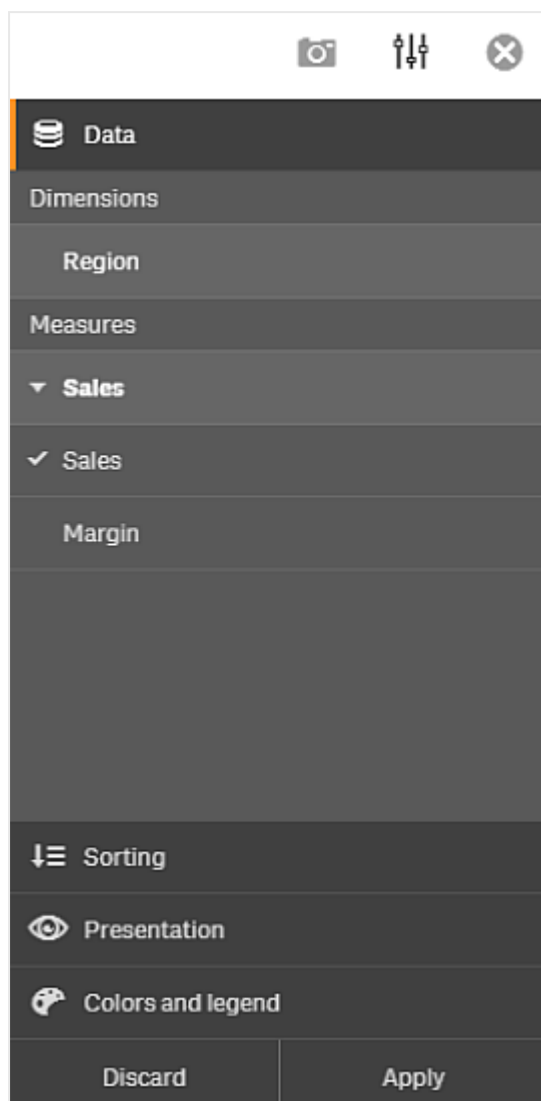 Data
Dimensions
Region
Measures
Sales
Sales
Margin
Sorting
Presentation
Colors and legend
Discard Apply